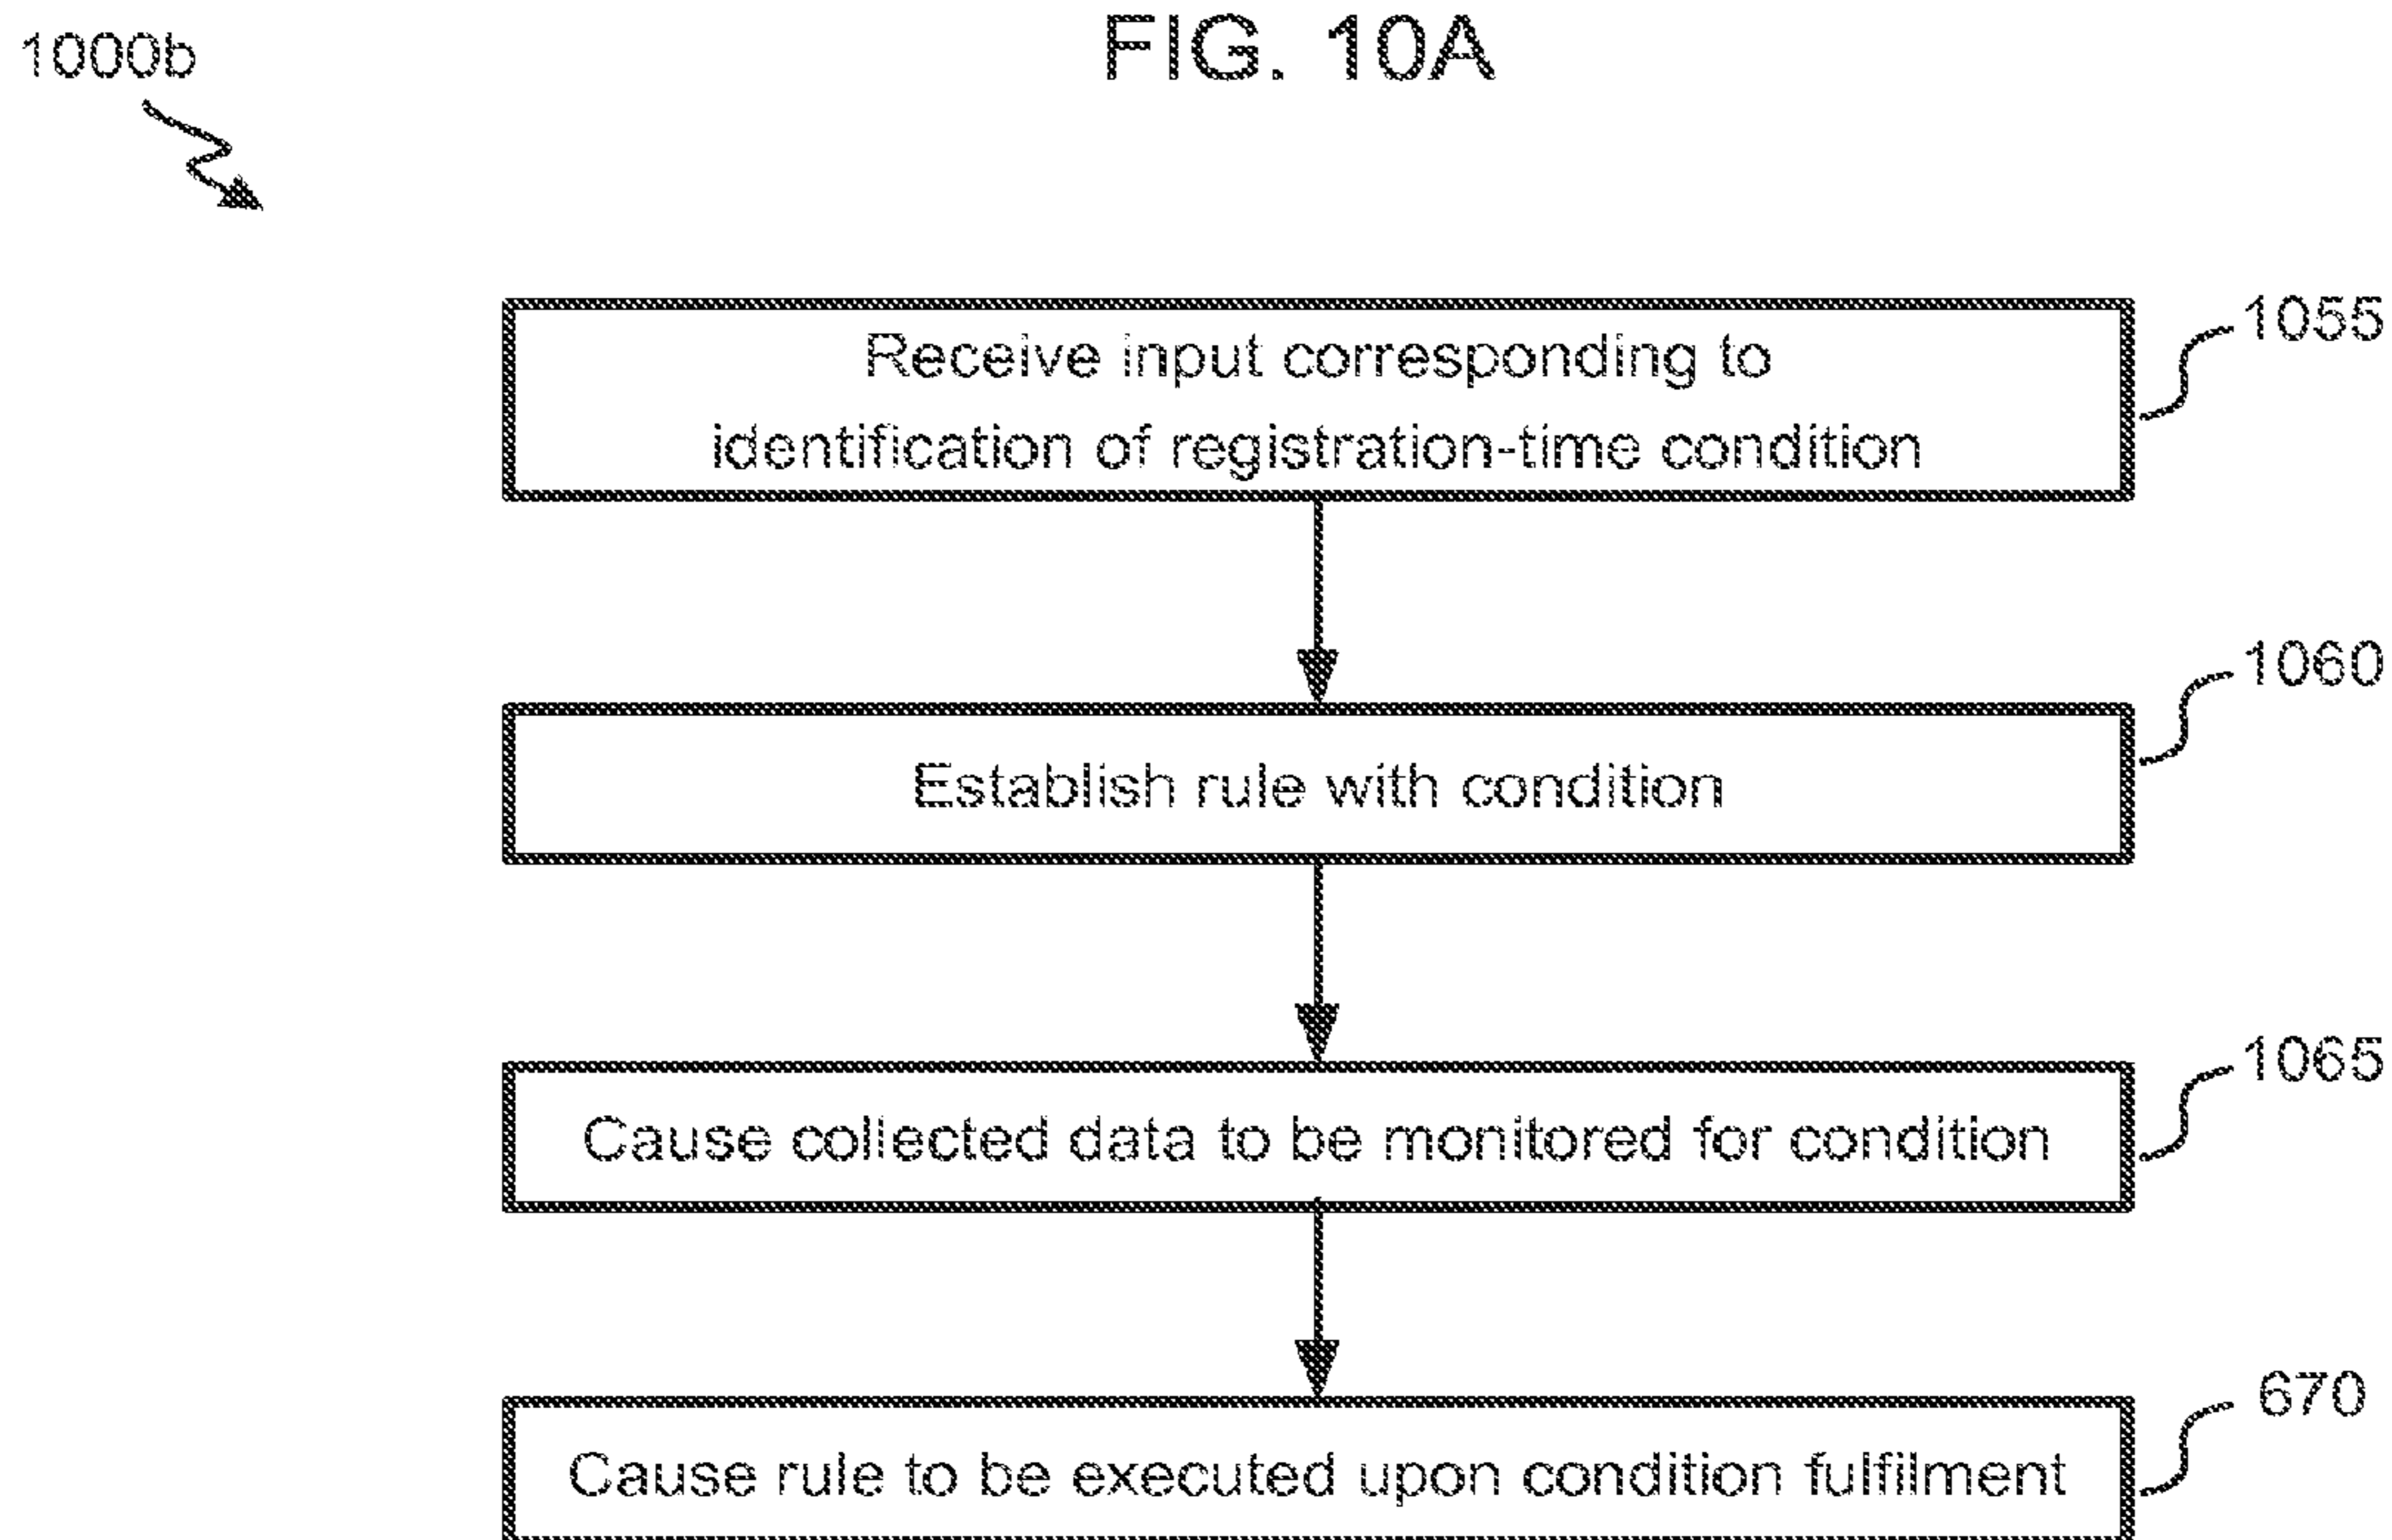 FIG. 10A
1000b
Receive input corresponding to
identification of registration-time condition
1055
Establish rule with condition
1060
Cause collected data to be monitored for condition
1065
Cause rule to be executed upon condition fulfilment
670